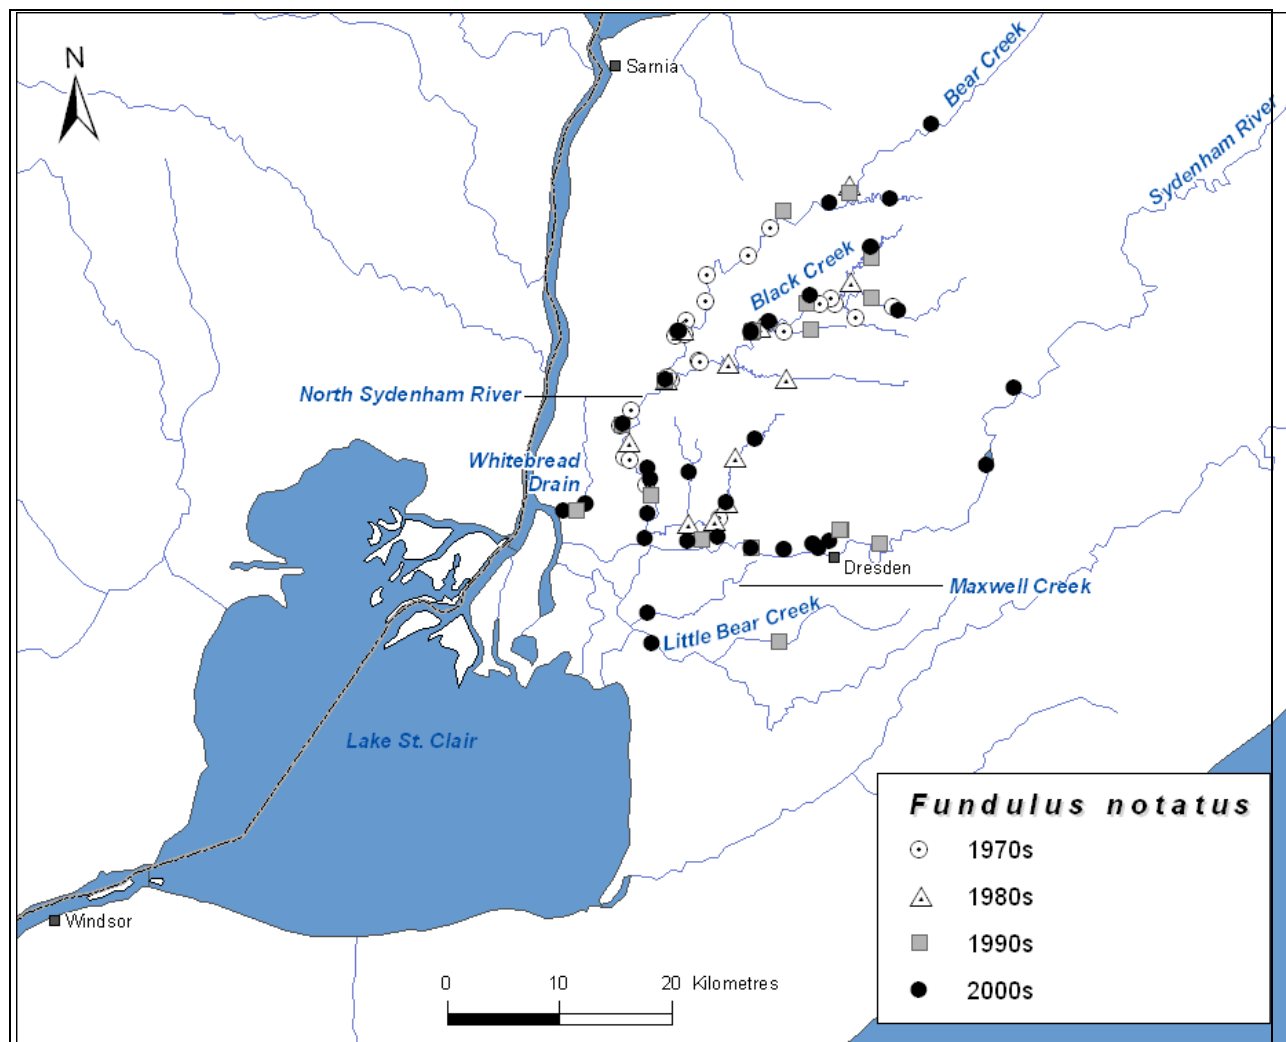 N
Sarnia
Bear Creek
Sydenham River
Black Creek
North Sydenham River
Whitebread
Drain
Dresden
Maxwell Creek
Little Bear Creek
Lake St. Clair
Windsor
0 10 20 Kilometres
Fundulus notatus
1970s
1980s
1990s
2000s